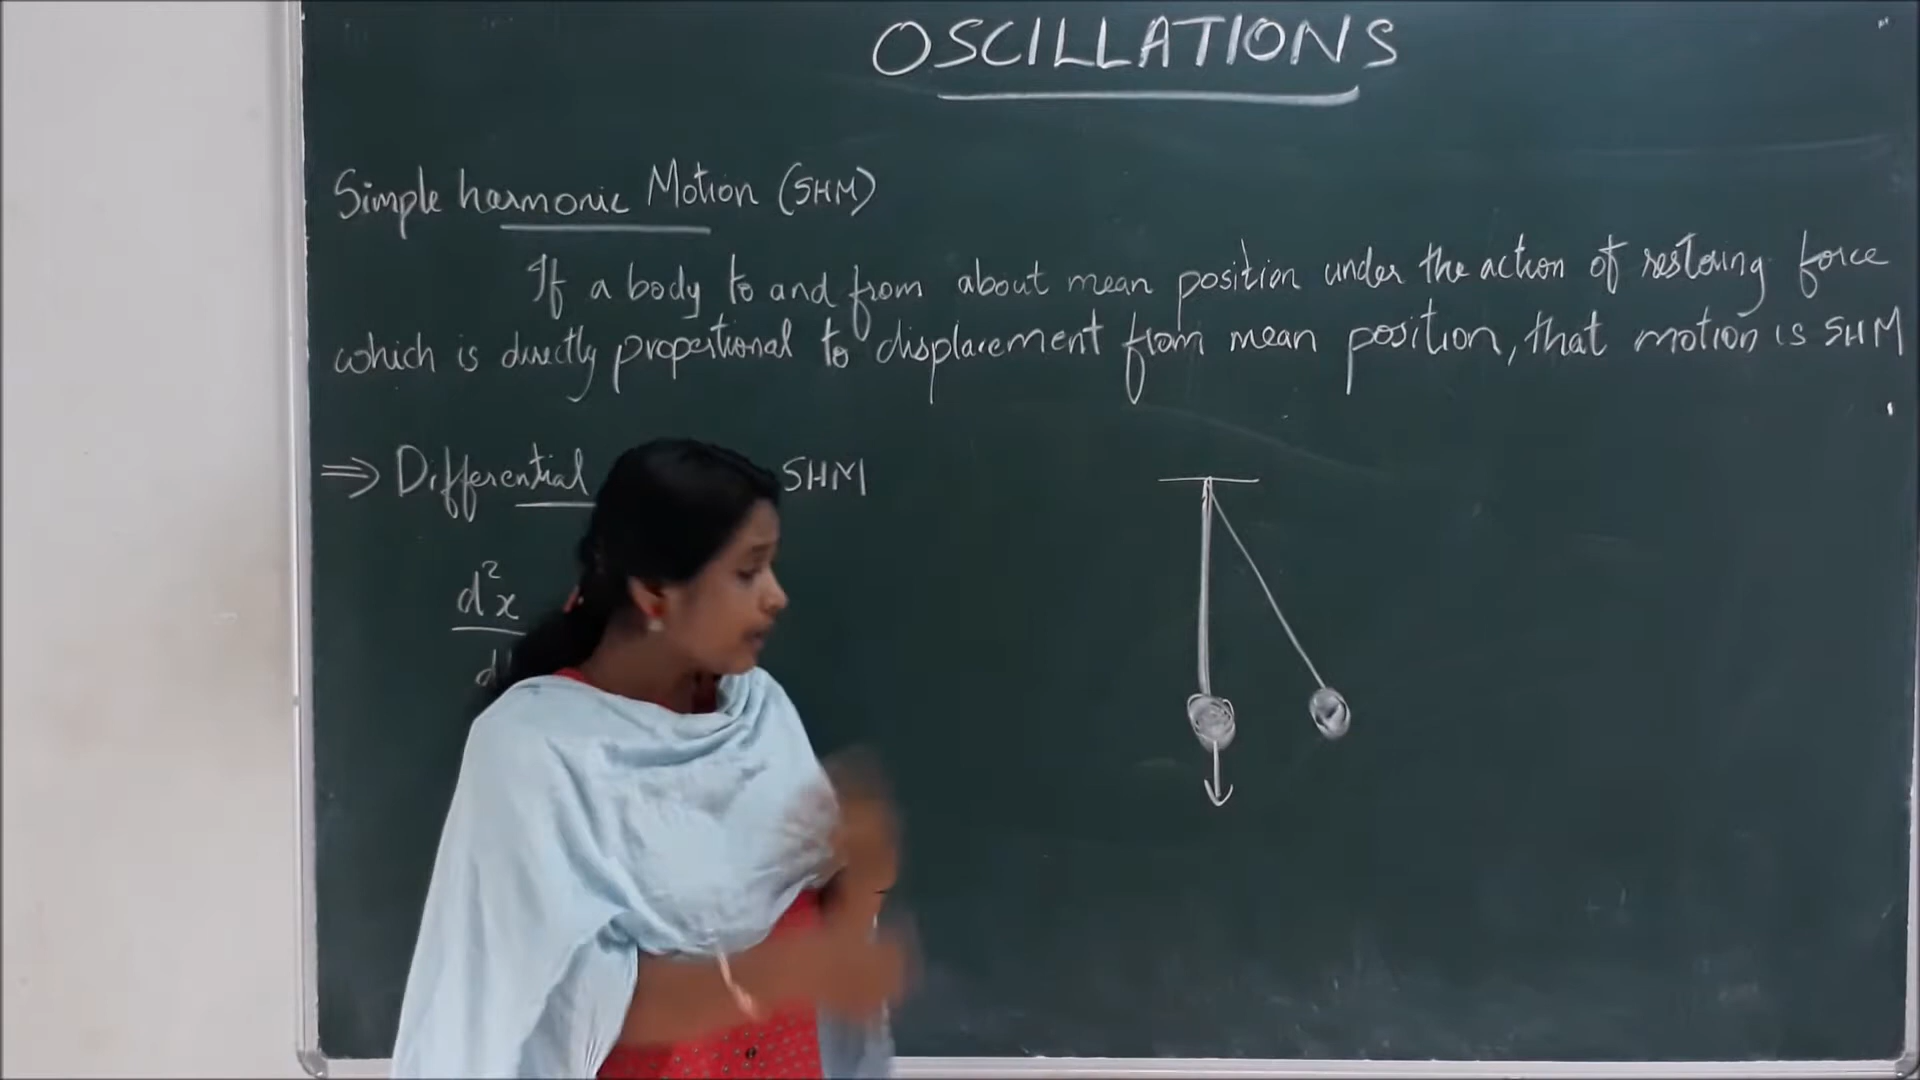 OSCILLATIONS
Simple harmonic Motion (SHM)
If a body to and from about mean position under the action of restoring force
which is directly proportional to displacement from mean position, that motion is SHM
⇒ Differential SHM
d²x
d